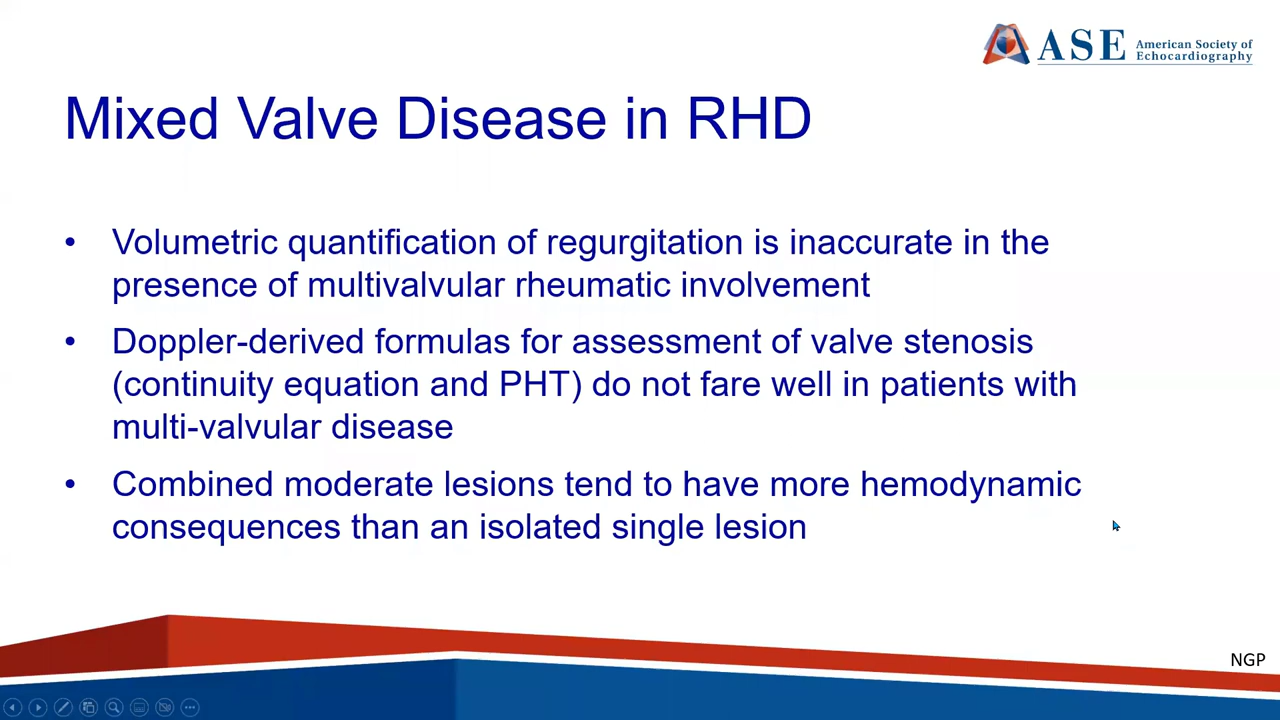 ASE American Society of
Echocardiography
Mixed Valve Disease in RHD
• Volumetric quantification of regurgitation is inaccurate in the
presence of multivalvular rheumatic involvement
• Doppler-derived formulas for assessment of valve stenosis
(continuity equation and PHT) do not fare well in patients with
multi-valvular disease
• Combined moderate lesions tend to have more hemodynamic
consequences than an isolated single lesion
NGP